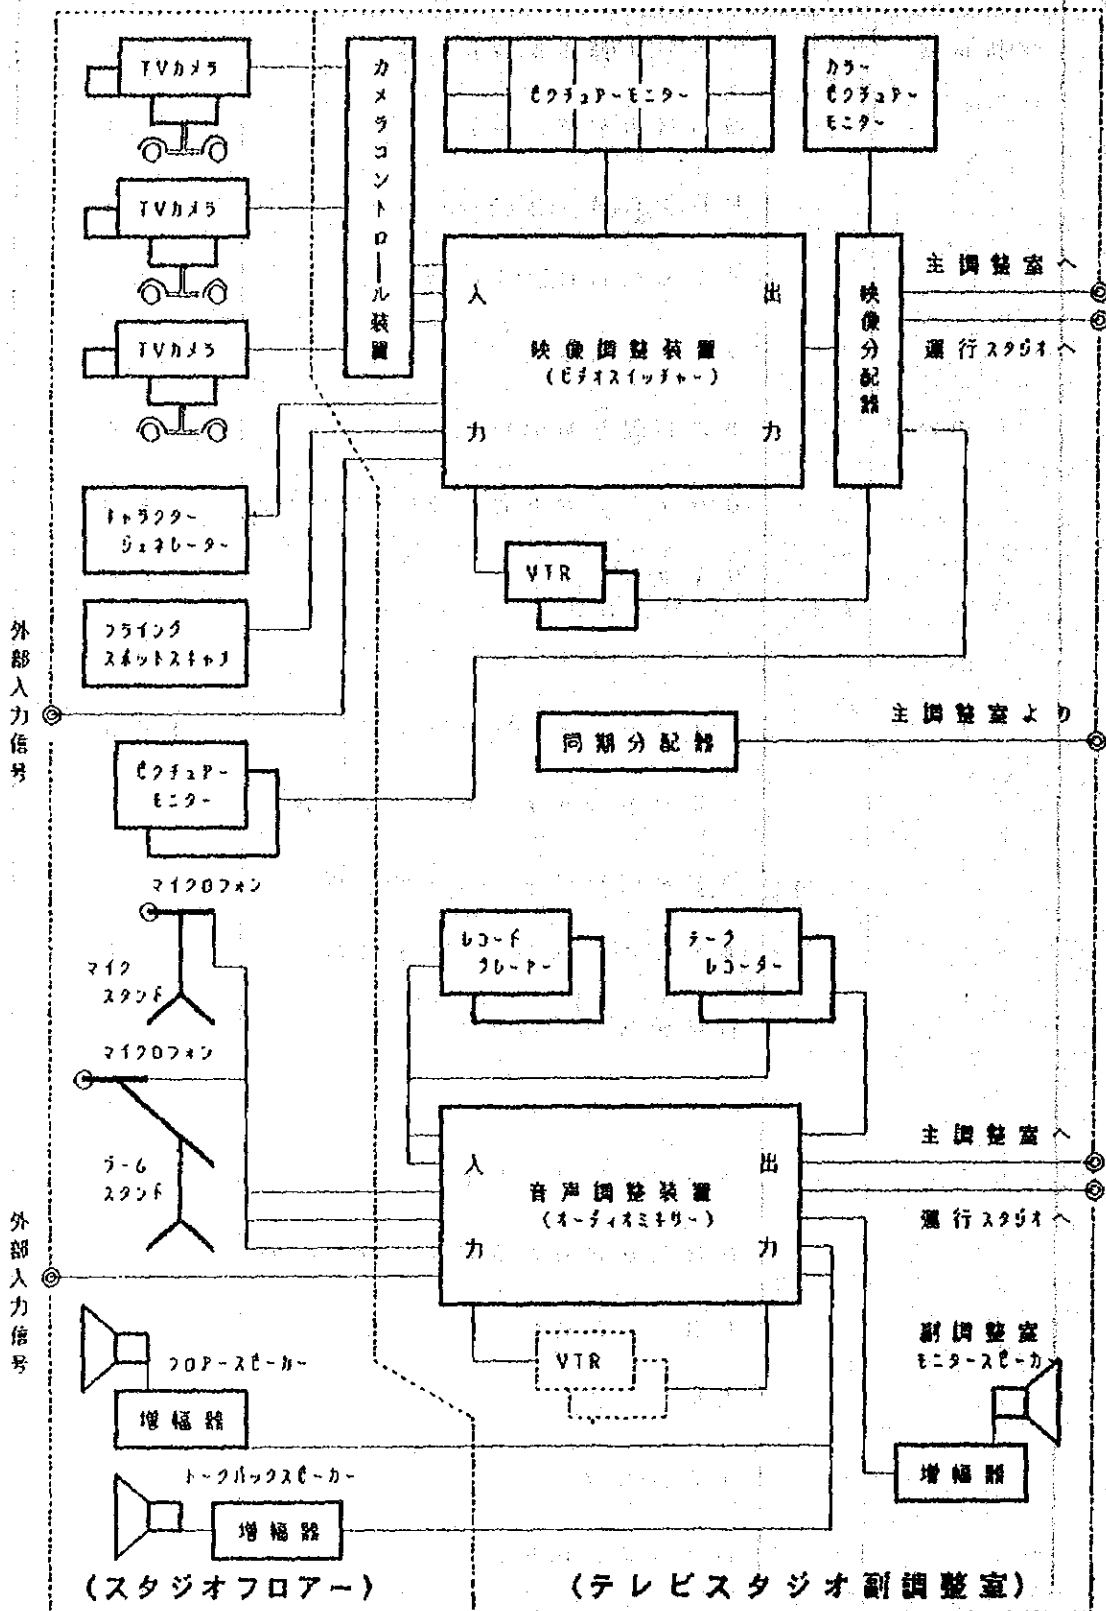 TVカメラ
TVカメラ
TVカメラ
カメラコントロール装置
ピクチュアーモニター
カラー
ピクチュアー
モニター
入
力
映像調整装置
(ビデオスイッチャー)
出
力
映像分配器
主調整室へ
運行スタジオへ
キャラクター
ジェネレーター
フライング
スポットスキャナ
VTR
外部入力信号
ピクチュアー
モニター
同期分配器
主調整室より
マイクロフォン
マイク
スタンド
マイクロフォン
ブーム
スタンド
レコード
プレーヤー
テープ
レコーダー
入
力
音声調整装置
(オーディオミキサー)
出
力
主調整室へ
運行スタジオへ
外部入力信号
VTR
フロアースピーカー
増幅器
トークバックスピーカー
増幅器
副調整室
モニタースピーカ
増幅器
(スタジオフロアー)
(テレビスタジオ副調整室)